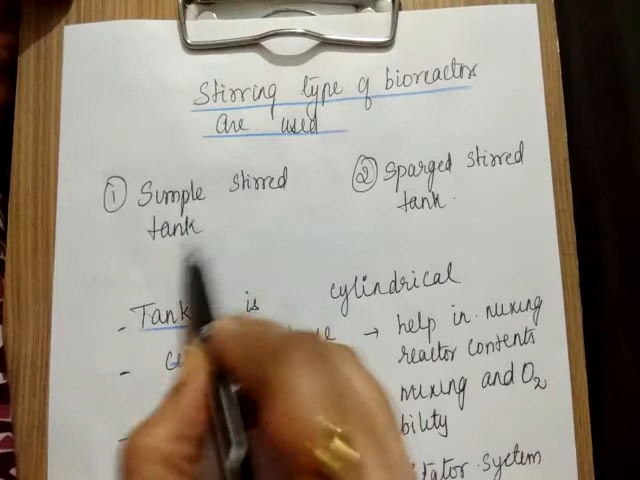 Stirring type of bioreactor
are used
① Simple stirred
tank
② Sparged stirred
tank.
- Tank is cylindrical
→ help in mixing
reactor contents
mixing and O2
bility
tator system